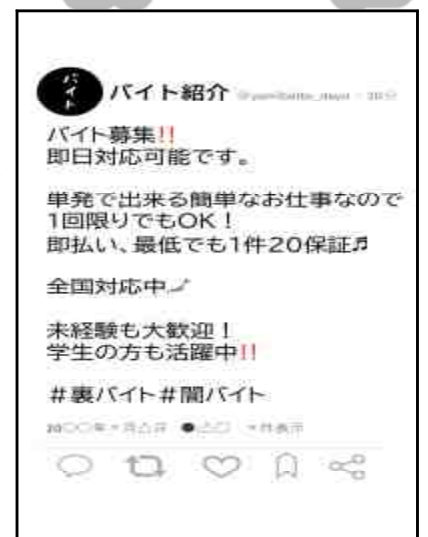 バイト
バイト紹介
バイト募集!!
即日対応可能です。
単発で出来る簡単なお仕事なので
1回限りでもOK！
即払い、最低でも1件20保証♬
全国対応中
未経験も大歓迎！
学生の方も活躍中!!
#裏バイト#闇バイト